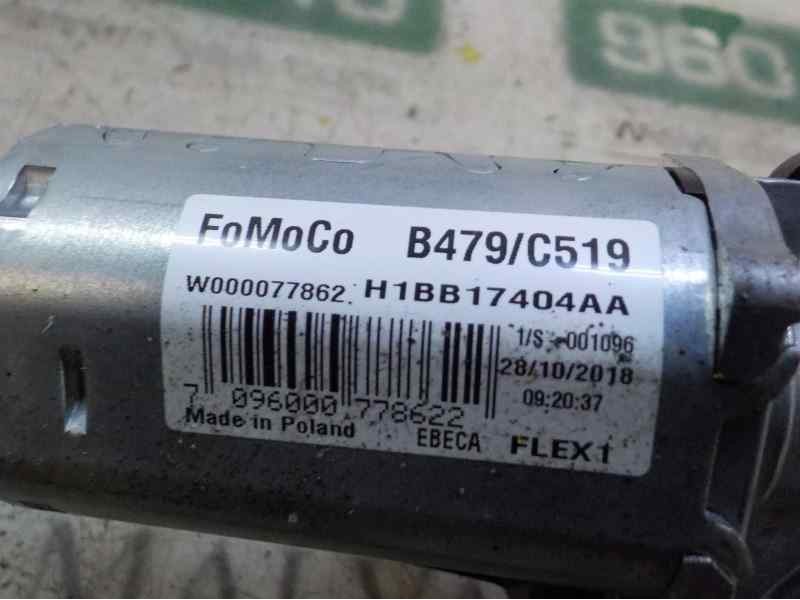 960
FoMoCo B479/C519
W000077862 H1BB17404AA
1/S -001096
28/10/2018
09:20:37
7 096000 778622
Made in Poland EBECA FLEX1